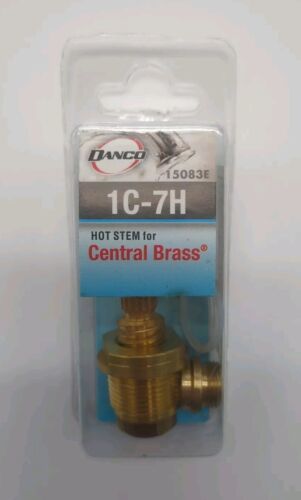 DANCO
15083E
1C-7H
HOT STEM for
Central Brass®